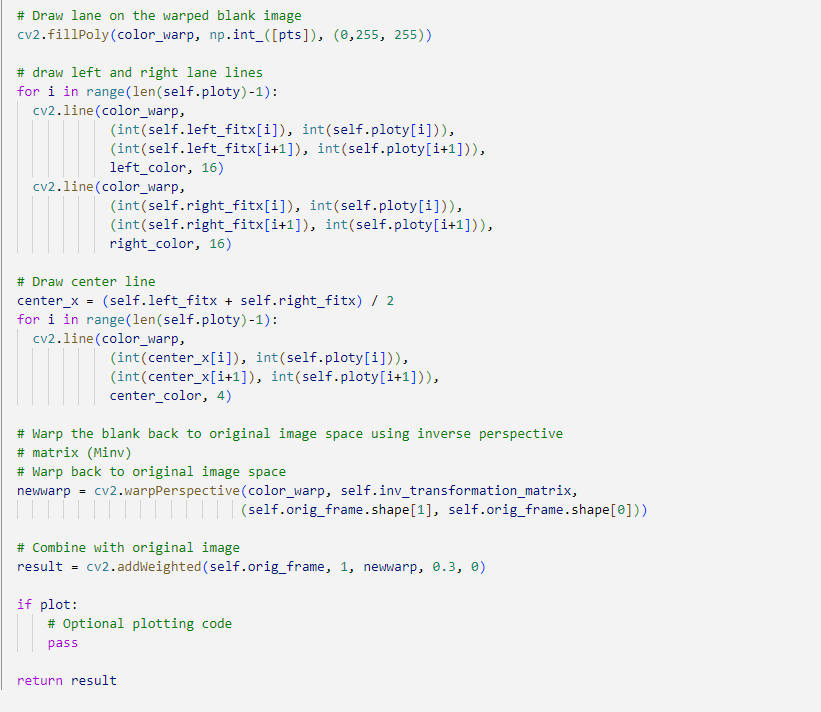 # Draw lane on the warped blank image
cv2.fillPoly(color_warp, np.int_([pts]), (0,255, 255))

# draw left and right lane lines
for i in range(len(self.ploty)-1):
  cv2.line(color_warp,
            (int(self.left_fitx[i]), int(self.ploty[i])),
            (int(self.left_fitx[i+1]), int(self.ploty[i+1])),
            left_color, 16)
  cv2.line(color_warp,
            (int(self.right_fitx[i]), int(self.ploty[i])),
            (int(self.right_fitx[i+1]), int(self.ploty[i+1])),
            right_color, 16)

# Draw center line
center_x = (self.left_fitx + self.right_fitx) / 2
for i in range(len(self.ploty)-1):
  cv2.line(color_warp,
            (int(center_x[i]), int(self.ploty[i])),
            (int(center_x[i+1]), int(self.ploty[i+1])),
            center_color, 4)

# Warp the blank back to original image space using inverse perspective
# matrix (Minv)
# Warp back to original image space
newwarp = cv2.warpPerspective(color_warp, self.inv_transformation_matrix,
                             (self.orig_frame.shape[1], self.orig_frame.shape[0]))

# Combine with original image
result = cv2.addWeighted(self.orig_frame, 1, newwarp, 0.3, 0)

if plot:
    # Optional plotting code
    pass

return result